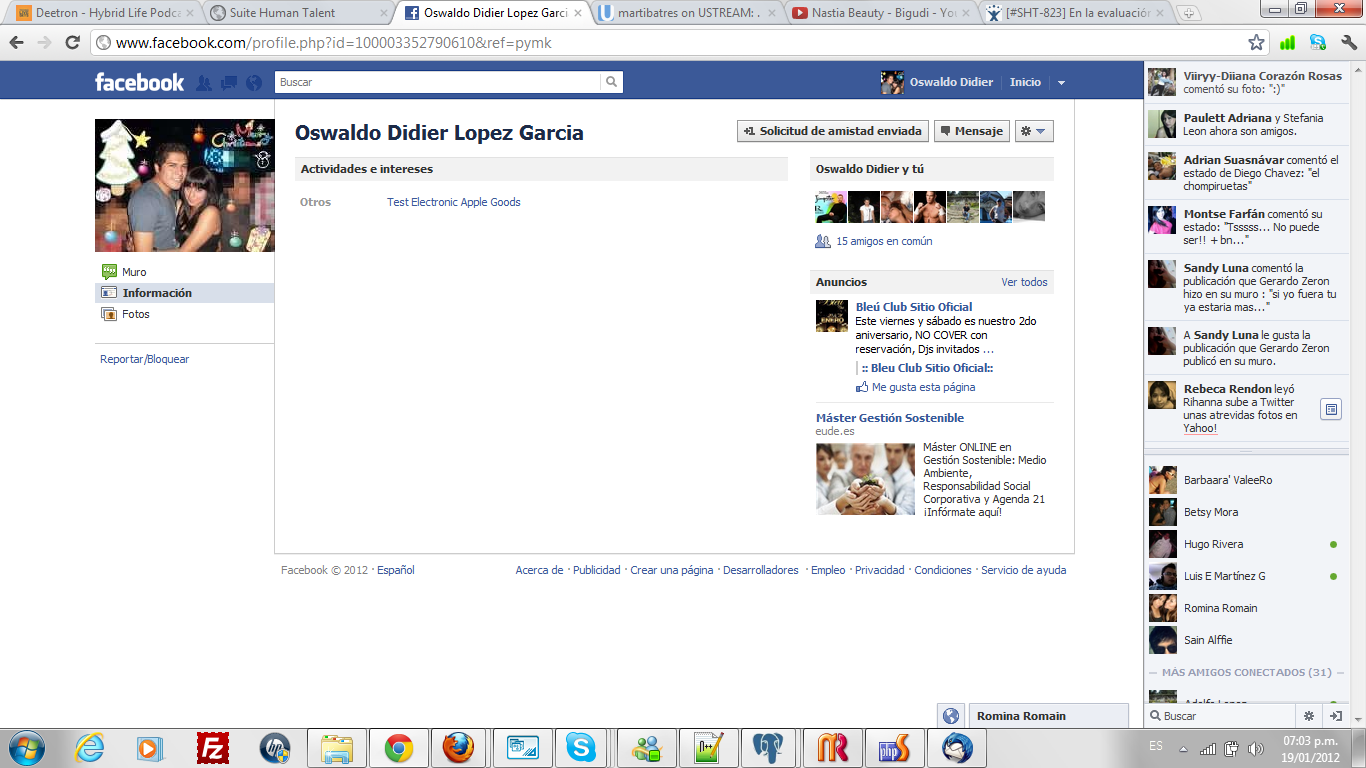 Deetron - Hybrid Life Podca
Suite Human Talent
Oswaldo Didier Lopez Garci
martibatres on USTREAM: .
Nastia Beauty - Bigudi - You
[#SHT-823] En la evaluación
www.facebook.com/profile.php?id=100003352790610&ref=pymk
facebook
Buscar
Oswaldo Didier
Inicio
Oswaldo Didier Lopez Garcia
+1 Solicitud de amistad enviada
Mensaje
Muro
Información
Fotos
Reportar/Bloquear
Actividades e intereses
Otros
Test Electronic Apple Goods
Oswaldo Didier y tú
15 amigos en común
Anuncios
Ver todos
Bleú Club Sitio Oficial
Este viernes y sábado es nuestro 2do
aniversario, NO COVER con
reservación, Djs invitados ...
:: Bleu Club Sitio Oficial::
Me gusta esta página
Máster Gestión Sostenible
eude.es
Máster ONLINE en
Gestión Sostenible: Medio
Ambiente,
Responsabilidad Social
Corporativa y Agenda 21
¡Infórmate aquí!
Facebook © 2012 · Español
Acerca de · Publicidad · Crear una página · Desarrolladores · Empleo · Privacidad · Condiciones · Servicio de ayuda
Viiryy-Diiana Corazón Rosas
comentó su foto: ":)"
Paulett Adriana y Stefania
Leon ahora son amigos.
Adrian Suasnávar comentó el
estado de Diego Chavez: "el
chompiruetas"
Montse Farfán comentó su
estado: "Tsssss... No puede
ser!! + bn..."
Sandy Luna comentó la
publicación que Gerardo Zeron
hizo en su muro : "si yo fuera tu
ya estaria mas..."
A Sandy Luna le gusta la
publicación que Gerardo Zeron
publicó en su muro.
Rebeca Rendon leyó
Rihanna sube a Twitter
unas atrevidas fotos en
Yahoo!
Barbaara' ValeeRo
Betsy Mora
Hugo Rivera
Luis E Martínez G
Romina Romain
Sain Alffie
MÁS AMIGOS CONECTADOS (31)
Buscar
Romina Romain
ES
07:03 p.m.
19/01/2012